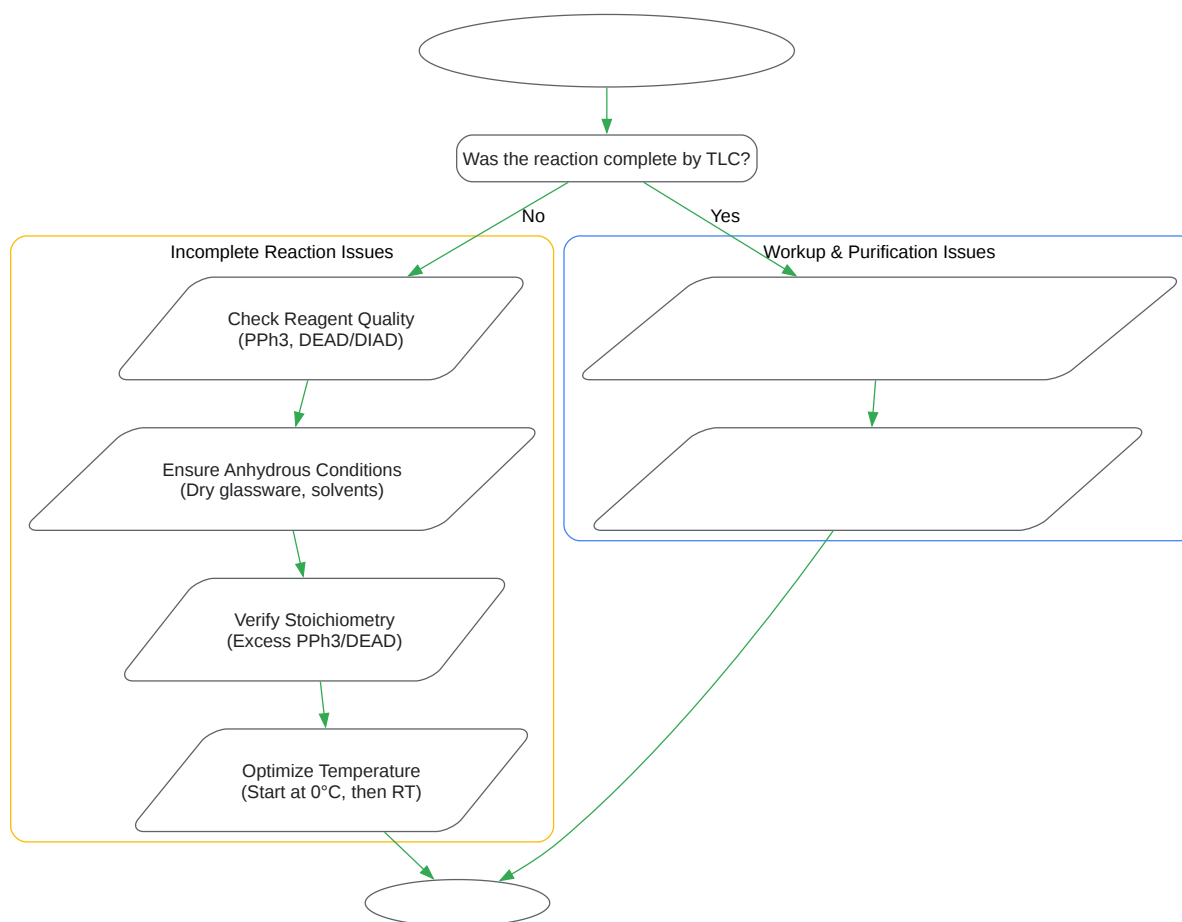 Was the reaction complete by TLC?
No
Yes
Incomplete Reaction Issues
Workup & Purification Issues
Check Reagent Quality
(PPh3, DEAD/DIAD)
Ensure Anhydrous Conditions
(Dry glassware, solvents)
Verify Stoichiometry
(Excess PPh3/DEAD)
Optimize Temperature
(Start at 0°C, then RT)